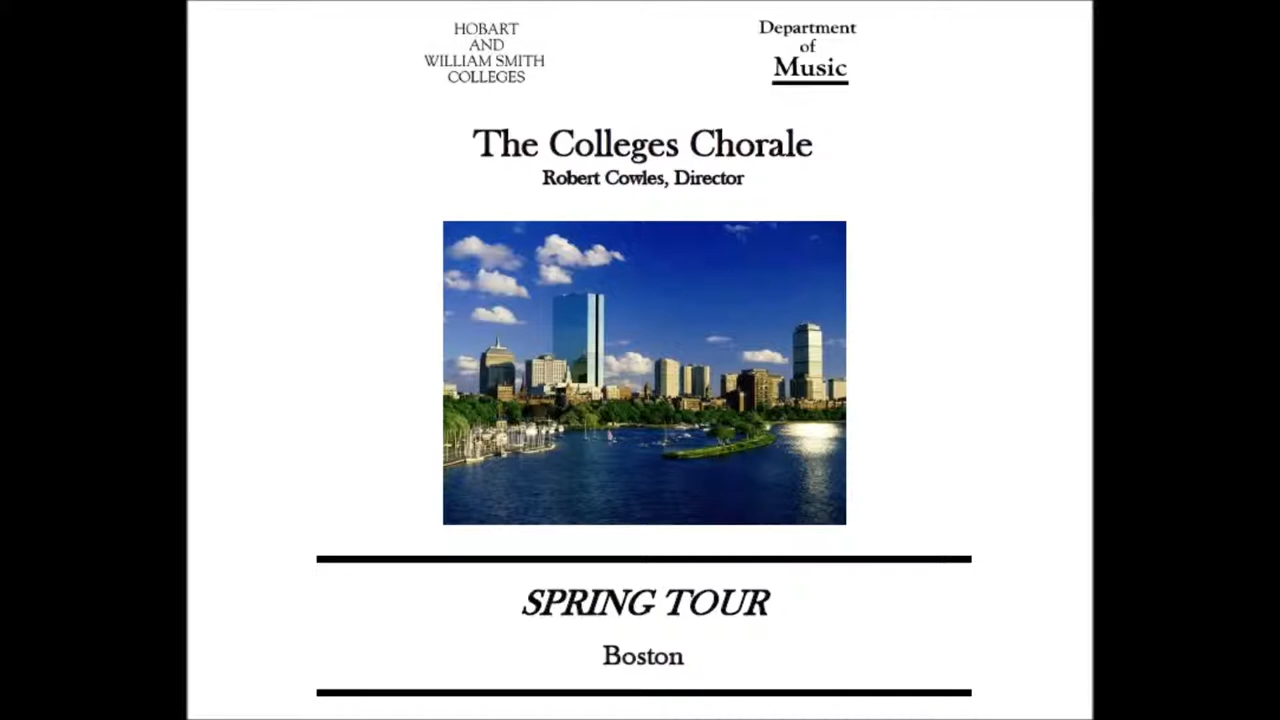 HOBART
AND
WILLIAM SMITH
COLLEGES
Department
of
Music
The Colleges Chorale
Robert Cowles, Director
SPRING TOUR
Boston